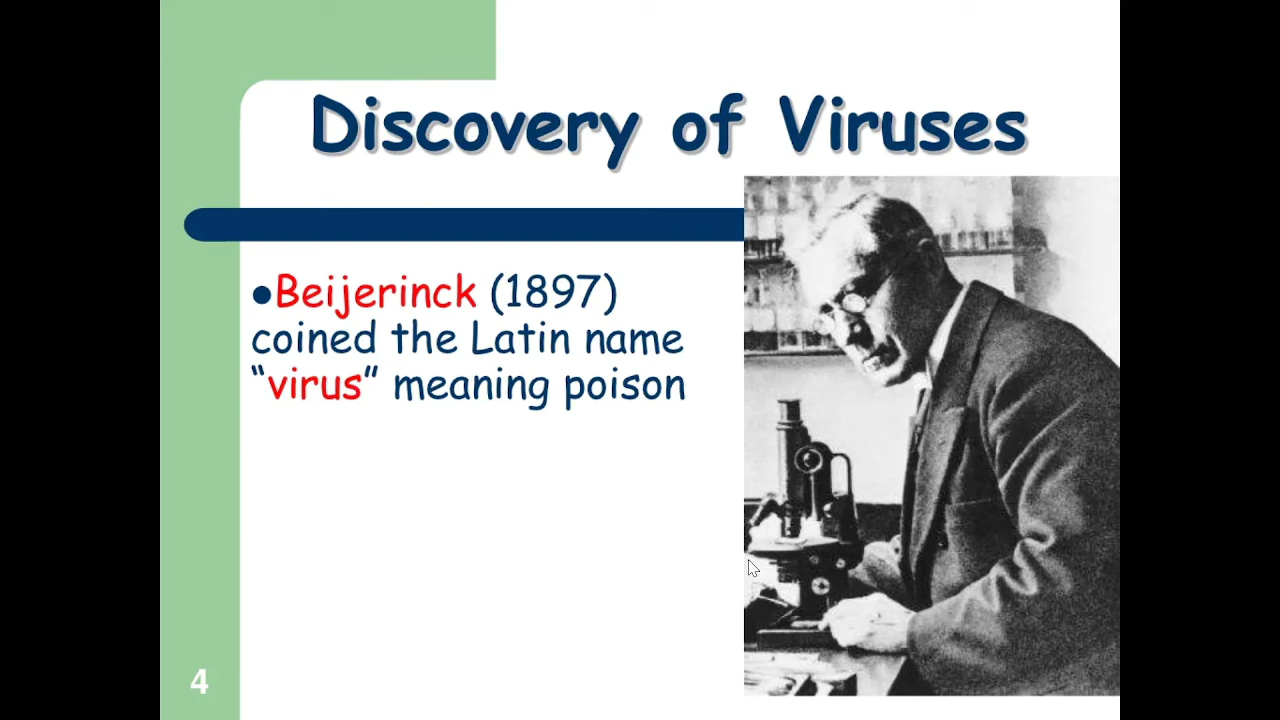 Discovery of Viruses
●Beijerinck (1897)
coined the Latin name
“virus” meaning poison
4